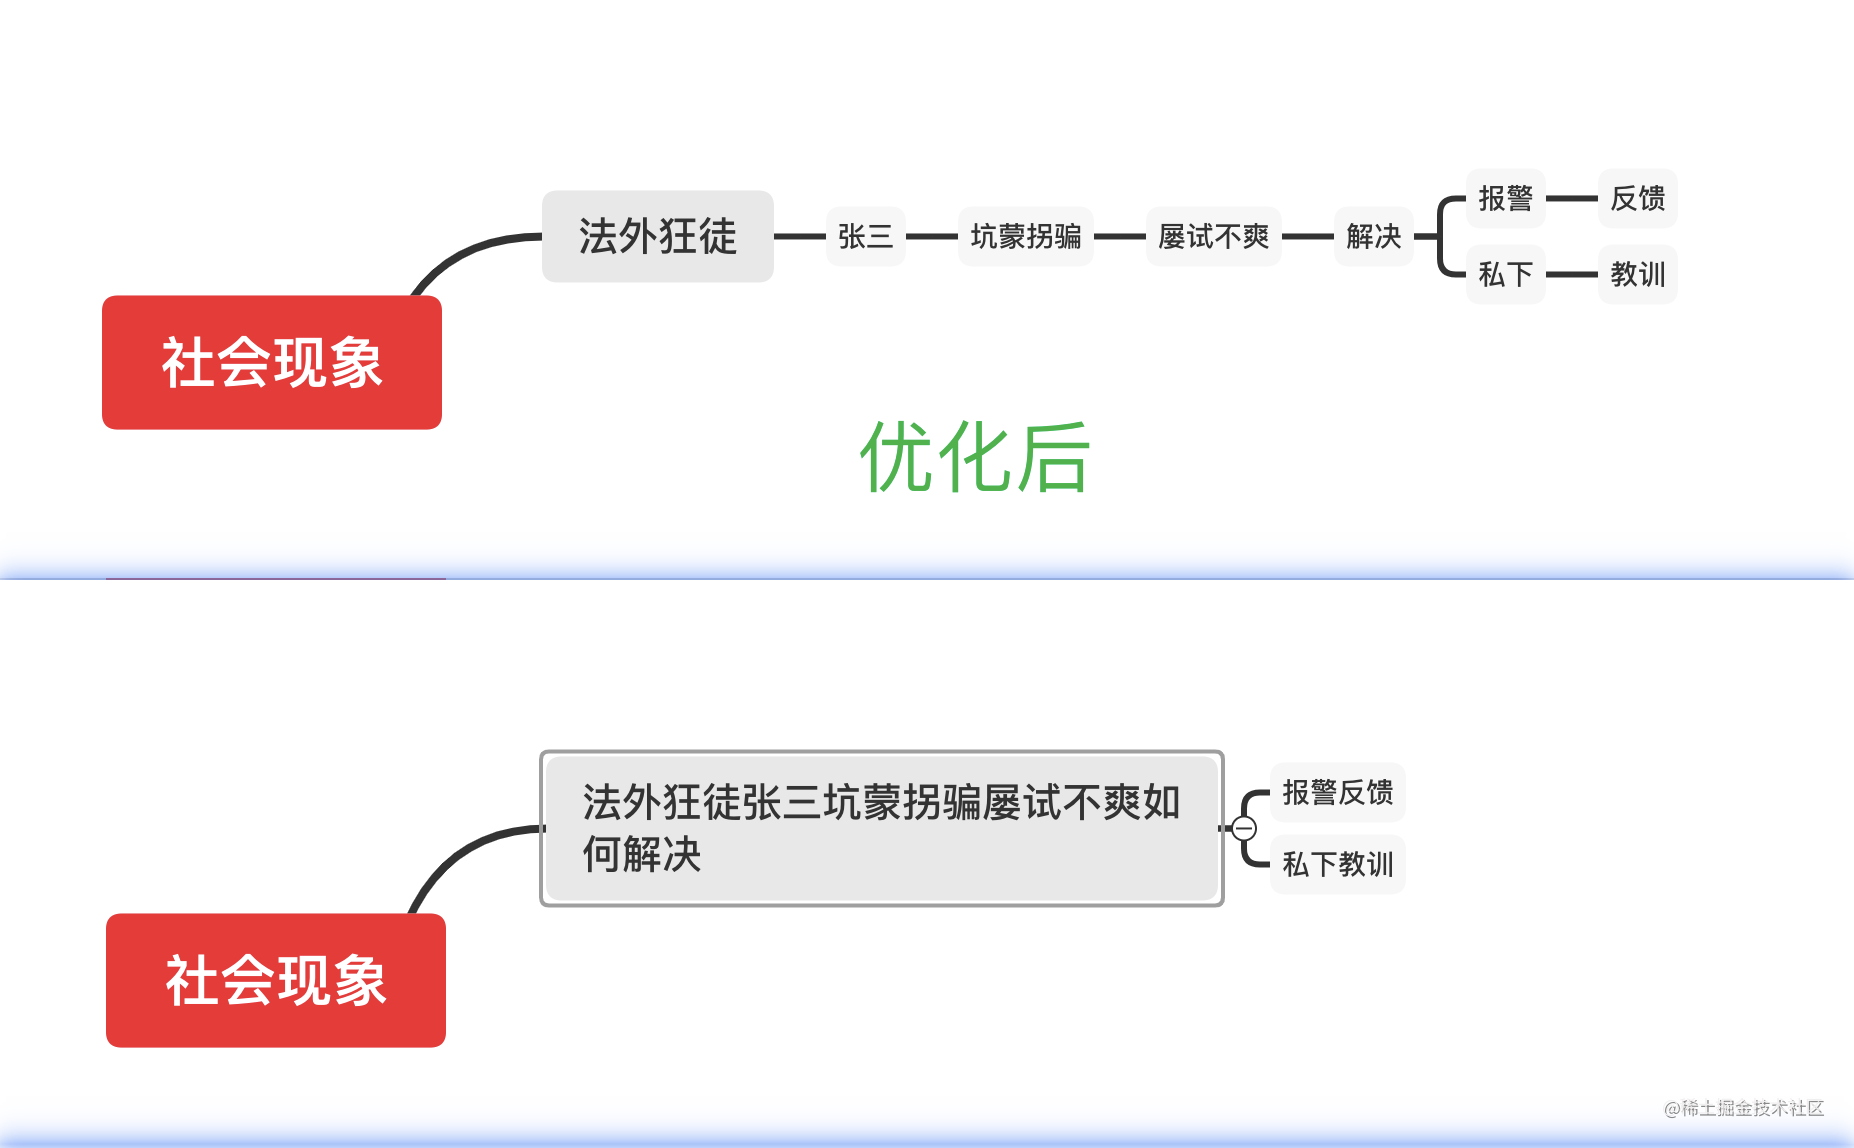 社会现象
法外狂徒
张三
坑蒙拐骗
屡试不爽
解决
报警
反馈
私下
教训
优化后
社会现象
法外狂徒张三坑蒙拐骗屡试不爽如
何解决
报警反馈
私下教训
@稀土掘金技术社区